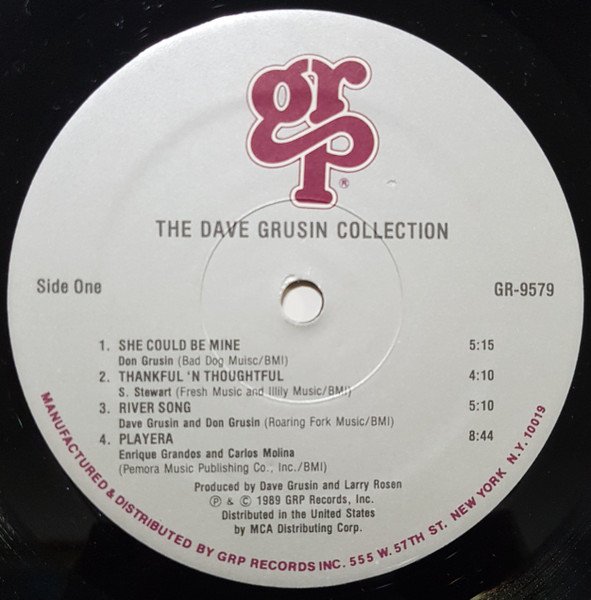 grp
®
THE DAVE GRUSIN COLLECTION
Side One
GR-9579
1. SHE COULD BE MINE 5:15
Don Grusin (Bad Dog Muisc/BMI)
2. THANKFUL 'N THOUGHTFUL 4:10
S. Stewart (Fresh Music and Illily Music/BMI)
3. RIVER SONG 5:10
Dave Grusin and Don Grusin (Roaring Fork Music/BMI)
4. PLAYERA 8:44
Enrique Grandos and Carlos Molina
(Pemora Music Publishing Co., Inc./BMI)
Produced by Dave Grusin and Larry Rosen
℗ & © 1989 GRP Records, Inc.
Distributed in the United States
by MCA Distributing Corp.
MANUFACTURED & DISTRIBUTED BY GRP RECORDS INC. 555 W. 57TH ST. NEW YORK N.Y. 10019